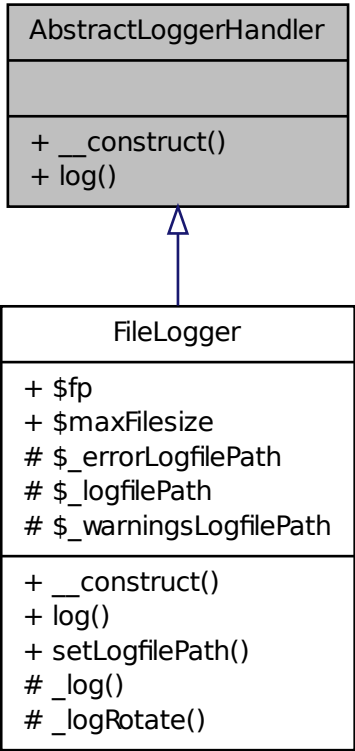 AbstractLoggerHandler
+ __construct()
+ log()
FileLogger
+ $fp
+ $maxFilesize
# $_errorLogfilePath
# $_logfilePath
# $_warningsLogfilePath
+ __construct()
+ log()
+ setLogfilePath()
# _log()
# _logRotate()